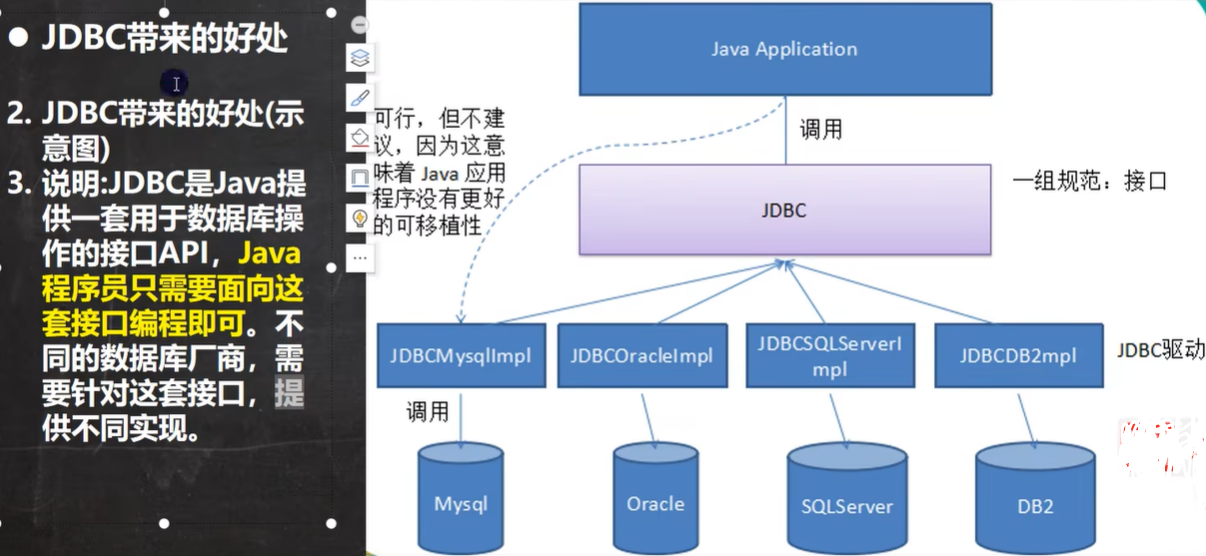 JDBC带来的好处
2. JDBC带来的好处(示
意图)
3. 说明:JDBC是Java提
供一套用于数据库操
作的接口API，Java
程序员只需要面向这
套接口编程即可。不
同的数据库厂商，需
要针对这套接口，提
供不同实现。
Java Application
可行，但不建
议，因为这意
味着 Java 应用
程序没有更好
的可移植性
调用
JDBC
一组规范：接口
JDBCMysqlImpl
JDBCOracleImpl
JDBCSQLServerI
mpl
JDBCDB2mpl
JDBC驱动
调用
Mysql
Oracle
SQLServer
DB2